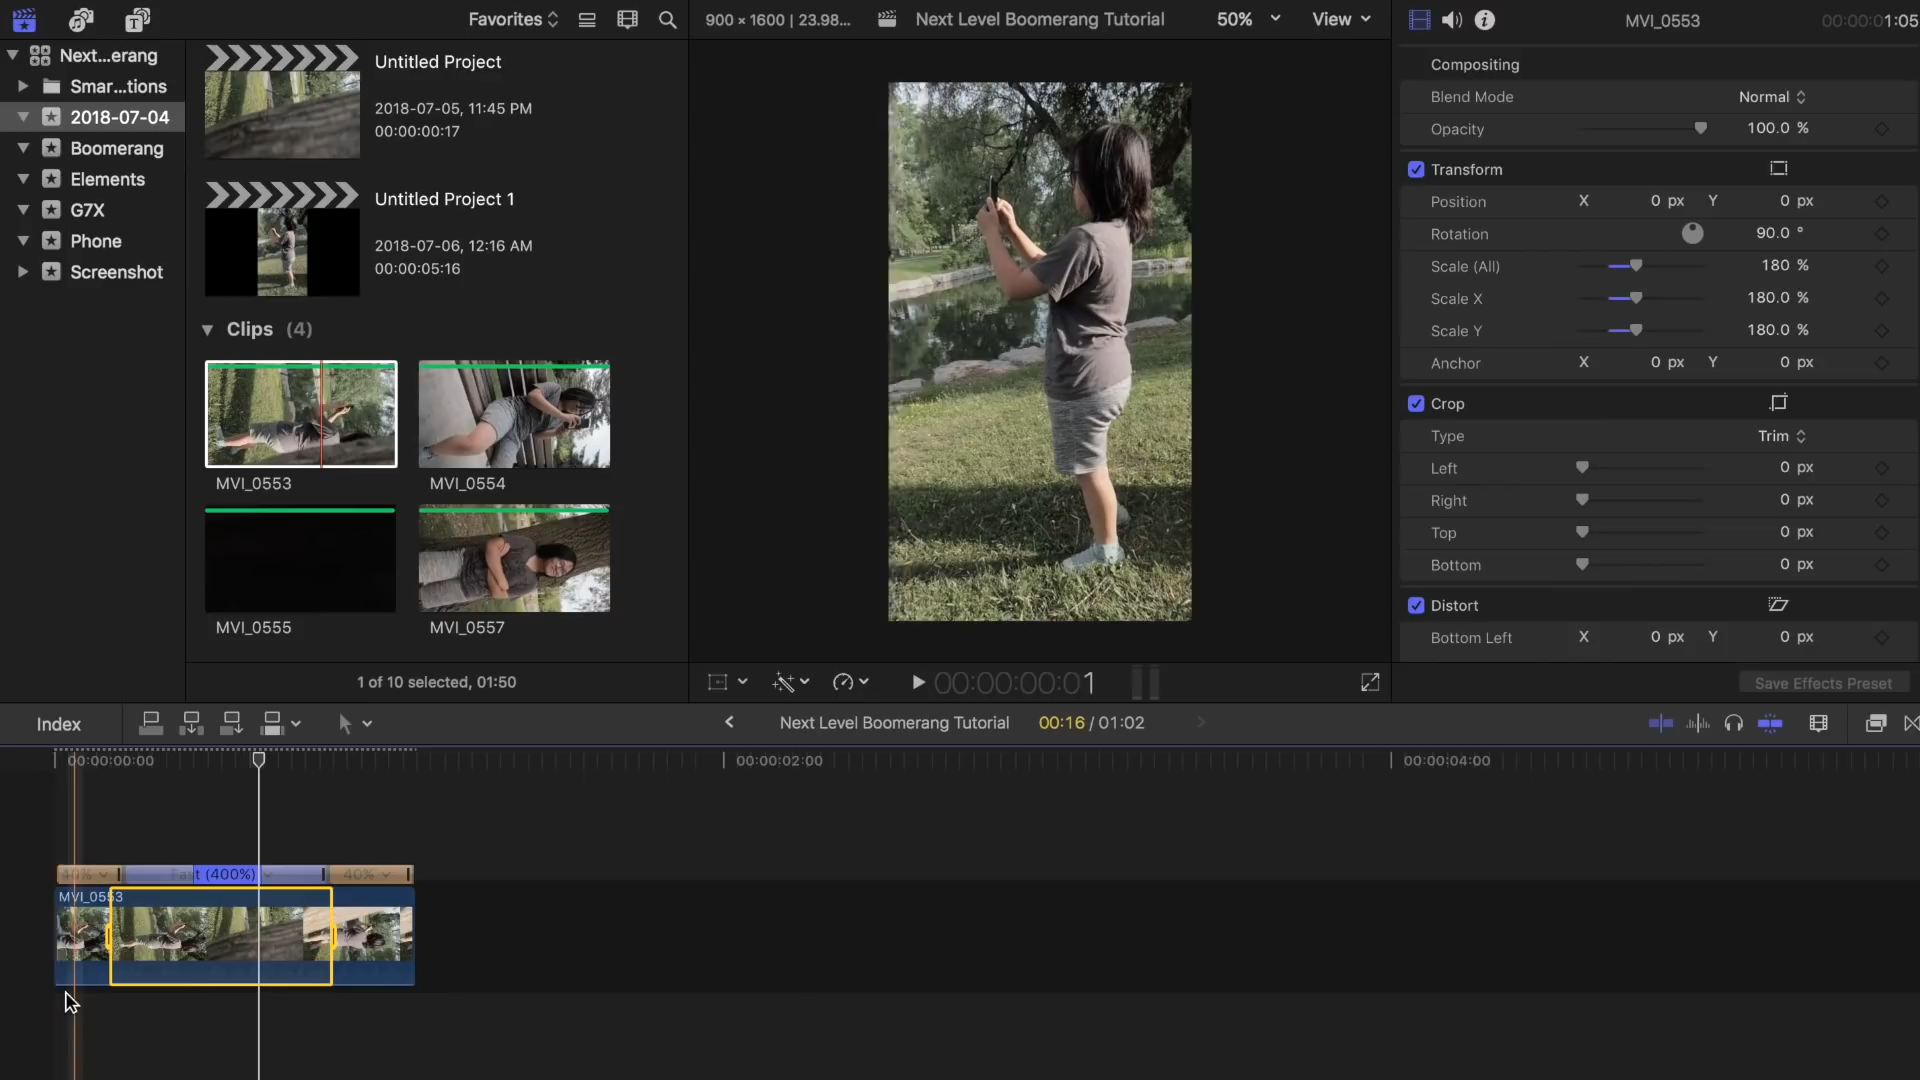 Favorites
900 × 1600 | 23.98...
Next Level Boomerang Tutorial
50%
View
MVI_0553
00:00:01:05
Next...erang
Smar...tions
2018-07-04
Boomerang
Elements
G7X
Phone
Screenshot
Untitled Project
2018-07-05, 11:45 PM
00:00:00:17
Untitled Project 1
2018-07-06, 12:16 AM
00:00:05:16
Clips (4)
MVI_0553
MVI_0554
MVI_0555
MVI_0557
1 of 10 selected, 01:50
00:00:00:01
Compositing
Blend Mode Normal
Opacity 100.0 %
Transform
Position X 0 px Y 0 px
Rotation 90.0 °
Scale (All) 180 %
Scale X 180.0 %
Scale Y 180.0 %
Anchor X 0 px Y 0 px
Crop
Type Trim
Left 0 px
Right 0 px
Top 0 px
Bottom 0 px
Distort
Bottom Left X 0 px Y 0 px
Save Effects Preset
Index
Next Level Boomerang Tutorial
00:16 / 01:02
00:00:00:00
00:00:02:00
00:00:04:00
40%
Fast (400%)
40%
MVI_0553